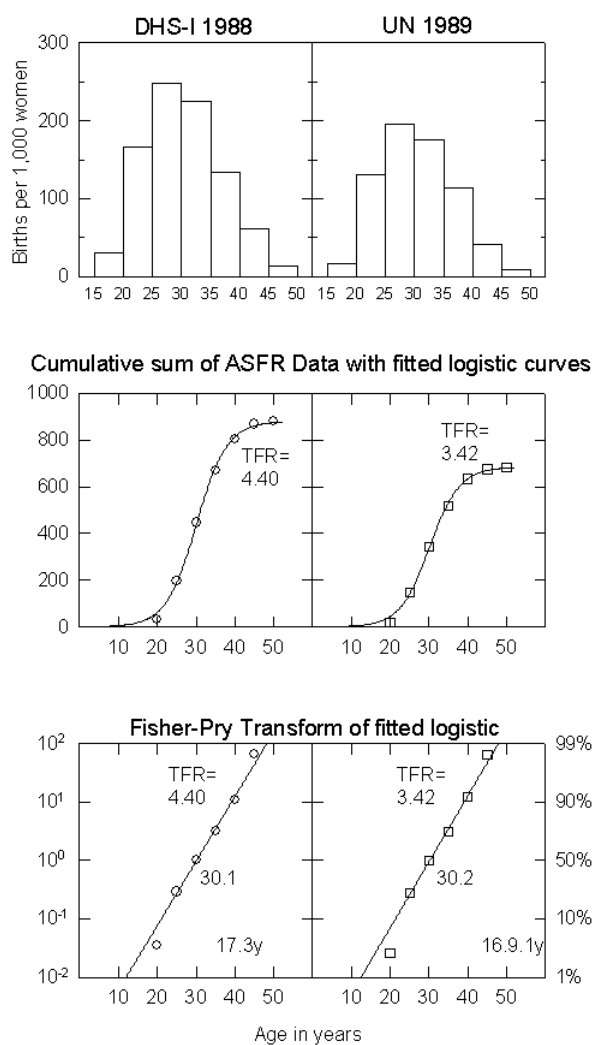 DHS-I 1988 UN 1989
300
200
100
0
Births per 1,000 women
15 20 25 30 35 40 45 50 15 20 25 30 35 40 45 50
Cumulative sum of ASFR Data with fitted logistic curves
1000
800
600
400
200
0
TFR=
4.40
TFR=
3.42
10 20 30 40 50 10 20 30 40 50
Fisher-Pry Transform of fitted logistic
10² 99%
10¹ 90%
10⁰ 50%
10⁻¹ 10%
10⁻² 1%
TFR=
4.40
30.1
17.3y
TFR=
3.42
30.2
16.9.1y
10 20 30 40 50 10 20 30 40 50
Age in years